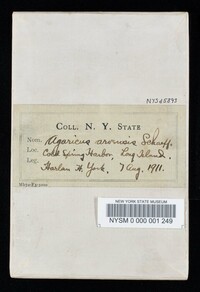 NYSd5893
COLL. N. Y. STATE
Nom. Agaricus arvensis Schaeff.
Loc. Cold Spring Harbor, Long Island.
Leg. Harlan H. York, 7 Aug. 1911.
NEW YORK STATE MUSEUM
NYSM 0 000 001 249